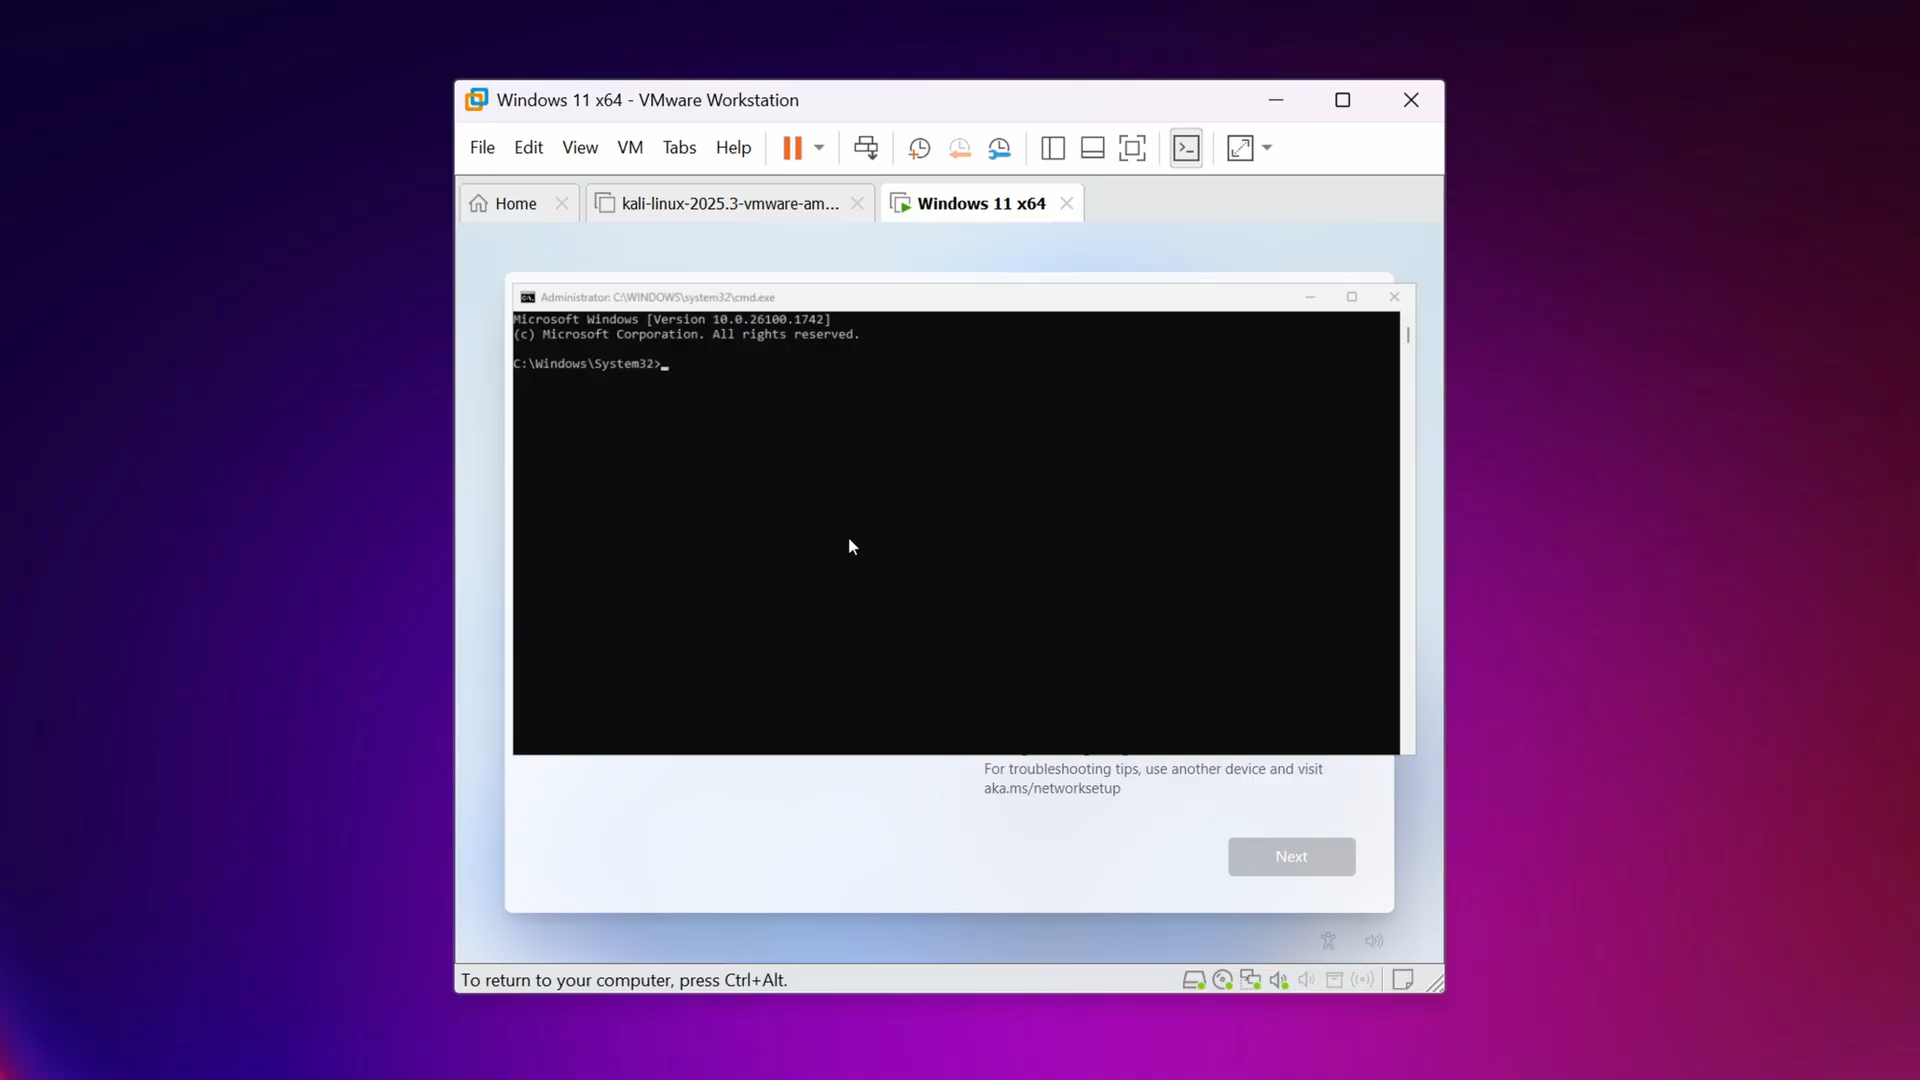 Windows 11 x64 - VMware Workstation
File Edit View VM Tabs Help
Home
kali-linux-2025.3-vmware-am...
Windows 11 x64
Administrator: C:\WINDOWS\system32\cmd.exe
Microsoft Windows [Version 10.0.26100.1742]
(c) Microsoft Corporation. All rights reserved.
C:\Windows\System32>
For troubleshooting tips, use another device and visit
aka.ms/networksetup
Next
To return to your computer, press Ctrl+Alt.